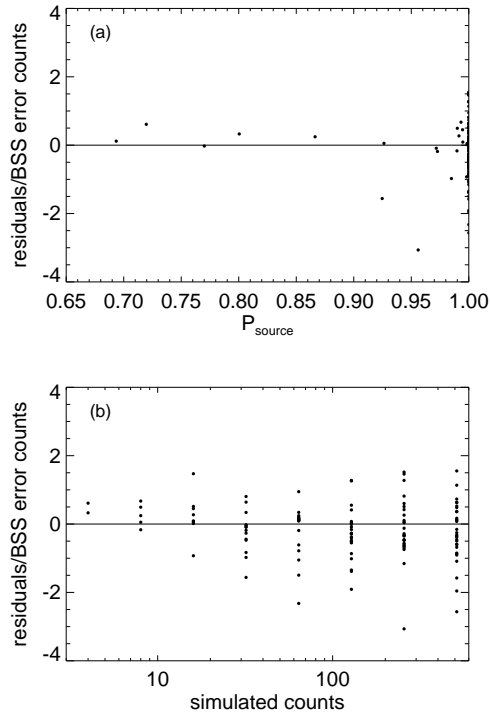 (a)
4
2
0
-2
-4
residuals/BSS error counts
0.65 0.70 0.75 0.80 0.85 0.90 0.95 1.00
Psource
(b)
4
2
0
-2
-4
residuals/BSS error counts
10 100
simulated counts